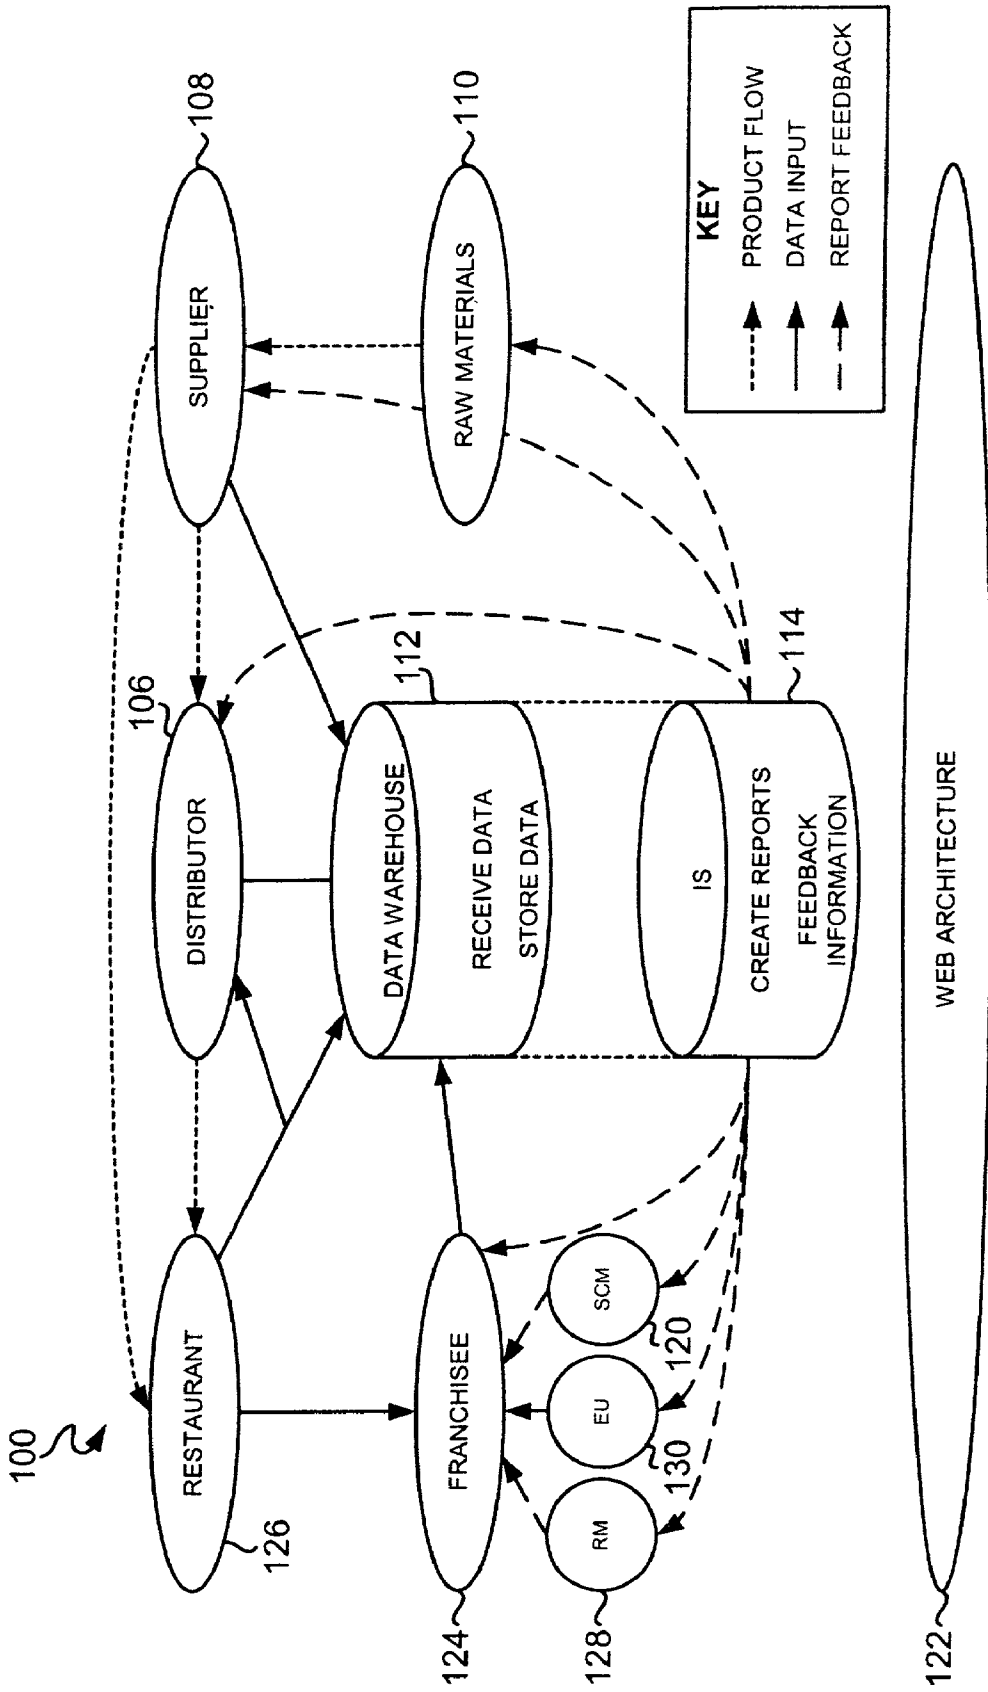 100
126
RESTAURANT
106
DISTRIBUTOR
108
SUPPLIER
124
FRANCHISEE
DATA WAREHOUSE
112
RECEIVE DATA
STORE DATA
RAW MATERIALS
110
128
RM
EU
130
SCM
120
IS
114
CREATE REPORTS
FEEDBACK
INFORMATION
KEY
PRODUCT FLOW
DATA INPUT
REPORT FEEDBACK
122
WEB ARCHITECTURE